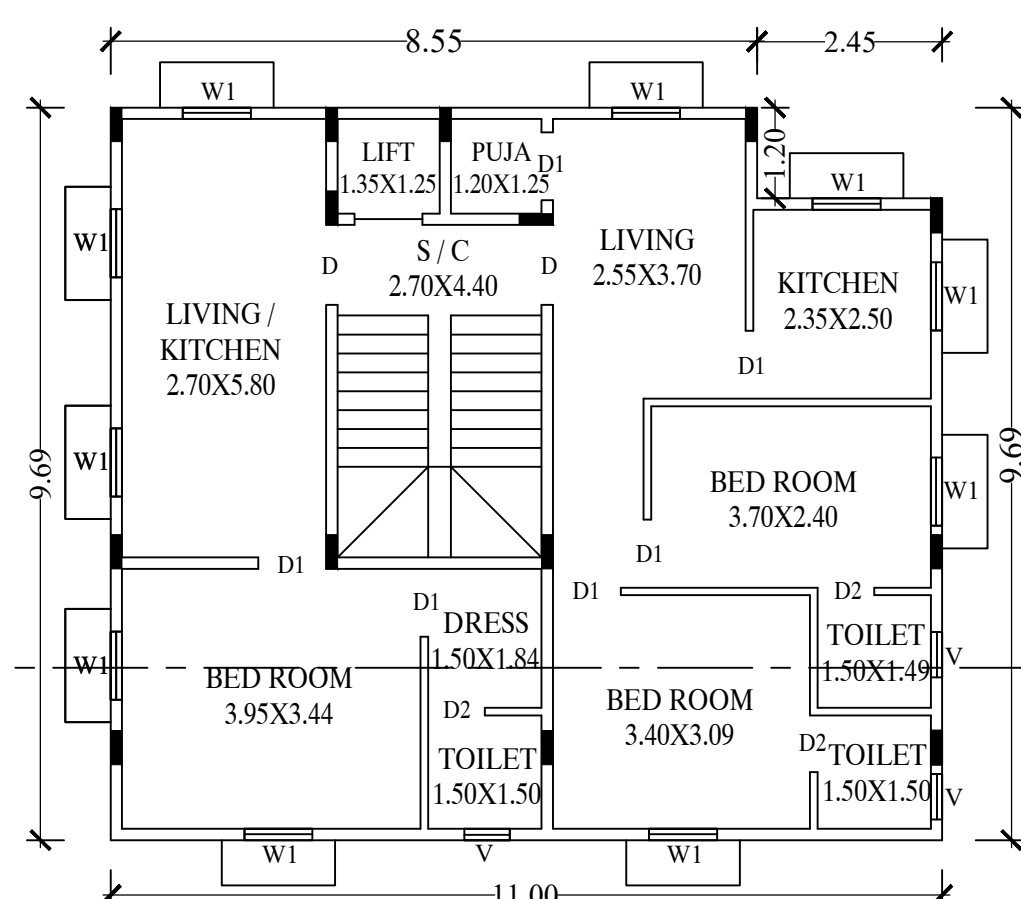 8.55
2.45
W1
W1
1.20
LIFT
1.35X1.25
PUJA
1.20X1.25
D1
W1
W1
D
S / C
2.70X4.40
D
LIVING
2.55X3.70
KITCHEN
2.35X2.50
W1
LIVING /
KITCHEN
2.70X5.80
D1
9.69
W1
BED ROOM
3.70X2.40
W1
9.69
D1
D1
D1
D1
D2
DRESS
1.50X1.84
TOILET
1.50X1.49
V
W1
BED ROOM
3.95X3.44
D2
BED ROOM
3.40X3.09
D2
TOILET
1.50X1.50
TOILET
1.50X1.50
V
W1
V
W1
11.00